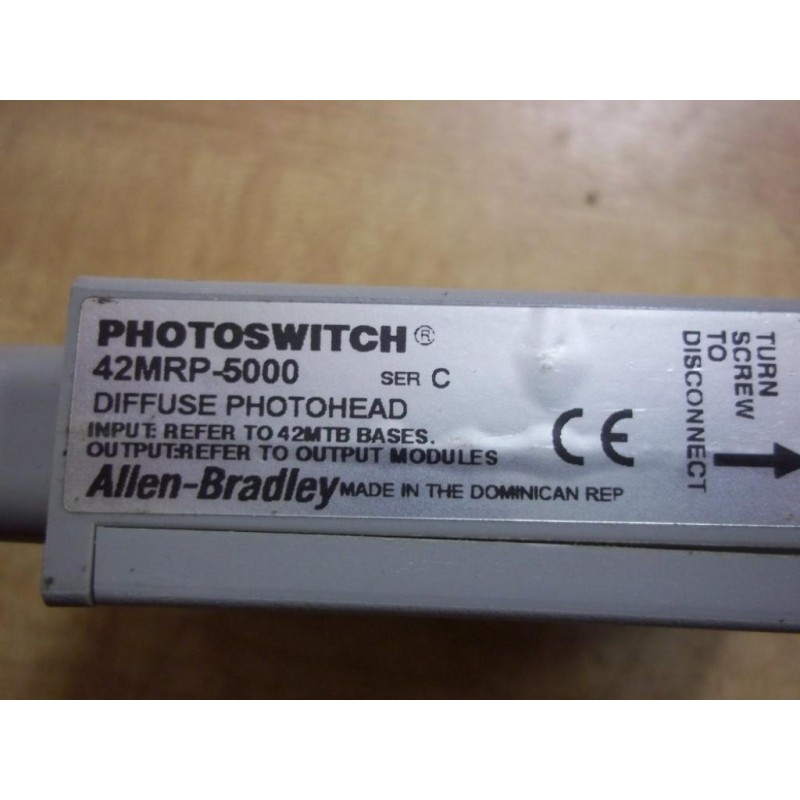 PHOTOSWITCH®
42MRP-5000 SER C
DIFFUSE PHOTOHEAD
INPUT: REFER TO 42MTB BASES.
OUTPUT:REFER TO OUTPUT MODULES
Allen-Bradley MADE IN THE DOMINICAN REP
CE
TURN
SCREW
TO
DISCONNECT